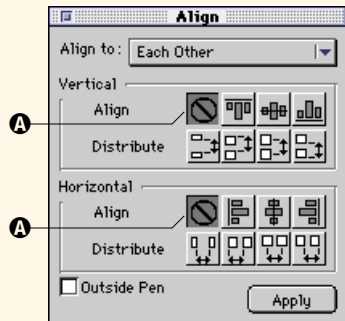 Align
Align to: Each Other
Vertical
A
Align
Distribute
Horizontal
A
Align
Distribute
Outside Pen
Apply